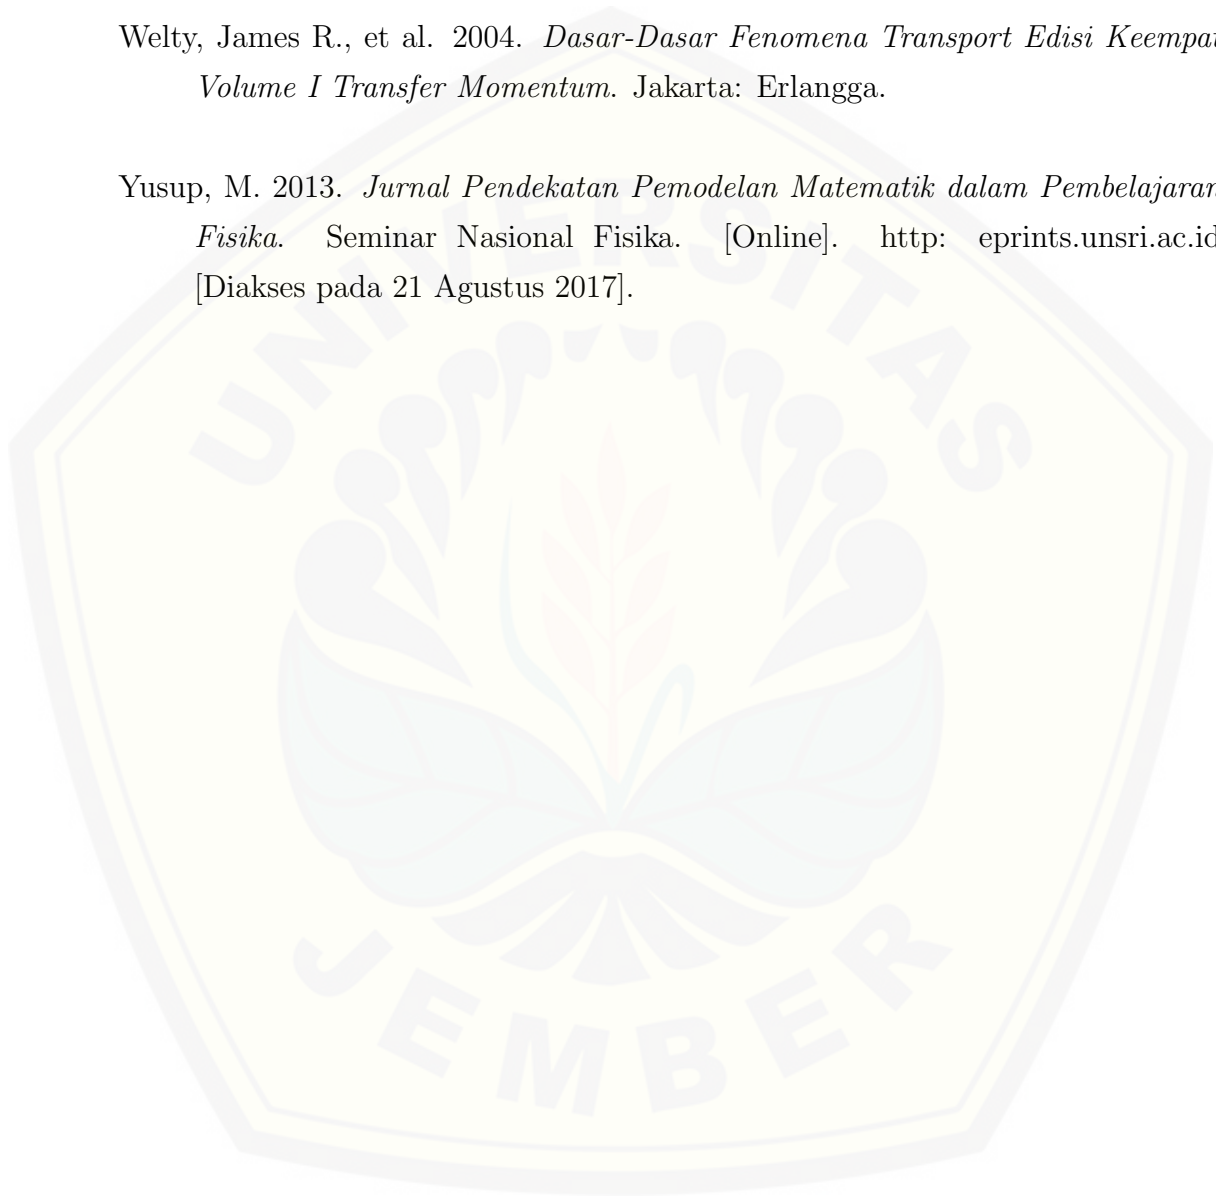 Welty, James R., et al. 2004. Dasar-Dasar Fenomena Transport Edisi Keempat
Volume I Transfer Momentum. Jakarta: Erlangga.
Yusup, M. 2013. Jurnal Pendekatan Pemodelan Matematik dalam Pembelajaran
Fisika. Seminar Nasional Fisika. [Online]. http: eprints.unsri.ac.id
[Diakses pada 21 Agustus 2017].
UNIVERSITAS
JEMBER